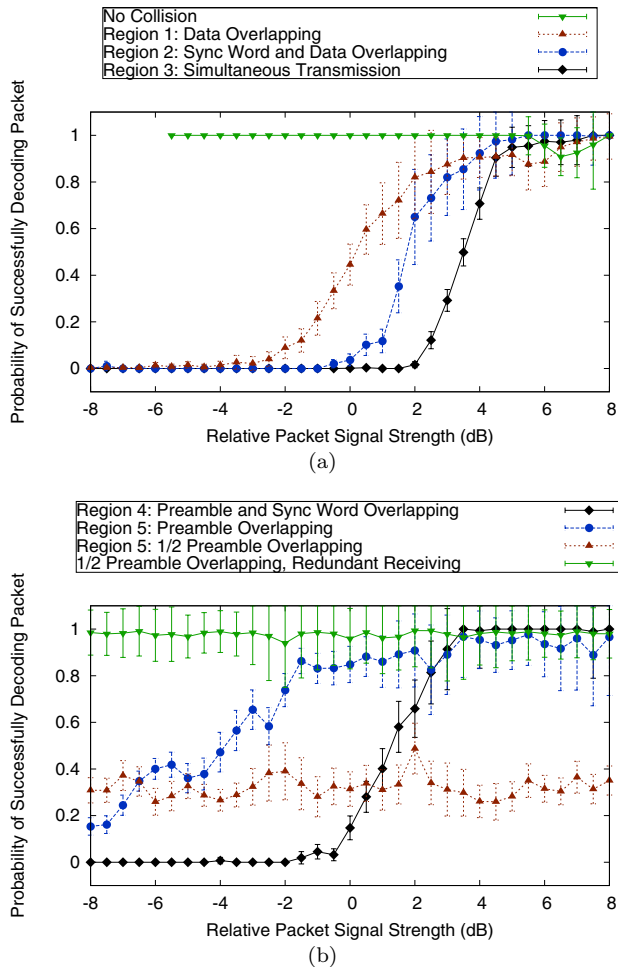 No Collision
Region 1: Data Overlapping
Region 2: Sync Word and Data Overlapping
Region 3: Simultaneous Transmission
Probability of Successfully Decoding Packet
1
0.8
0.6
0.4
0.2
0
-8 -6 -4 -2 0 2 4 6 8
Relative Packet Signal Strength (dB)
(a)
Region 4: Preamble and Sync Word Overlapping
Region 5: Preamble Overlapping
Region 5: 1/2 Preamble Overlapping
1/2 Preamble Overlapping, Redundant Receiving
Probability of Successfully Decoding Packet
1
0.8
0.6
0.4
0.2
0
-8 -6 -4 -2 0 2 4 6 8
Relative Packet Signal Strength (dB)
(b)